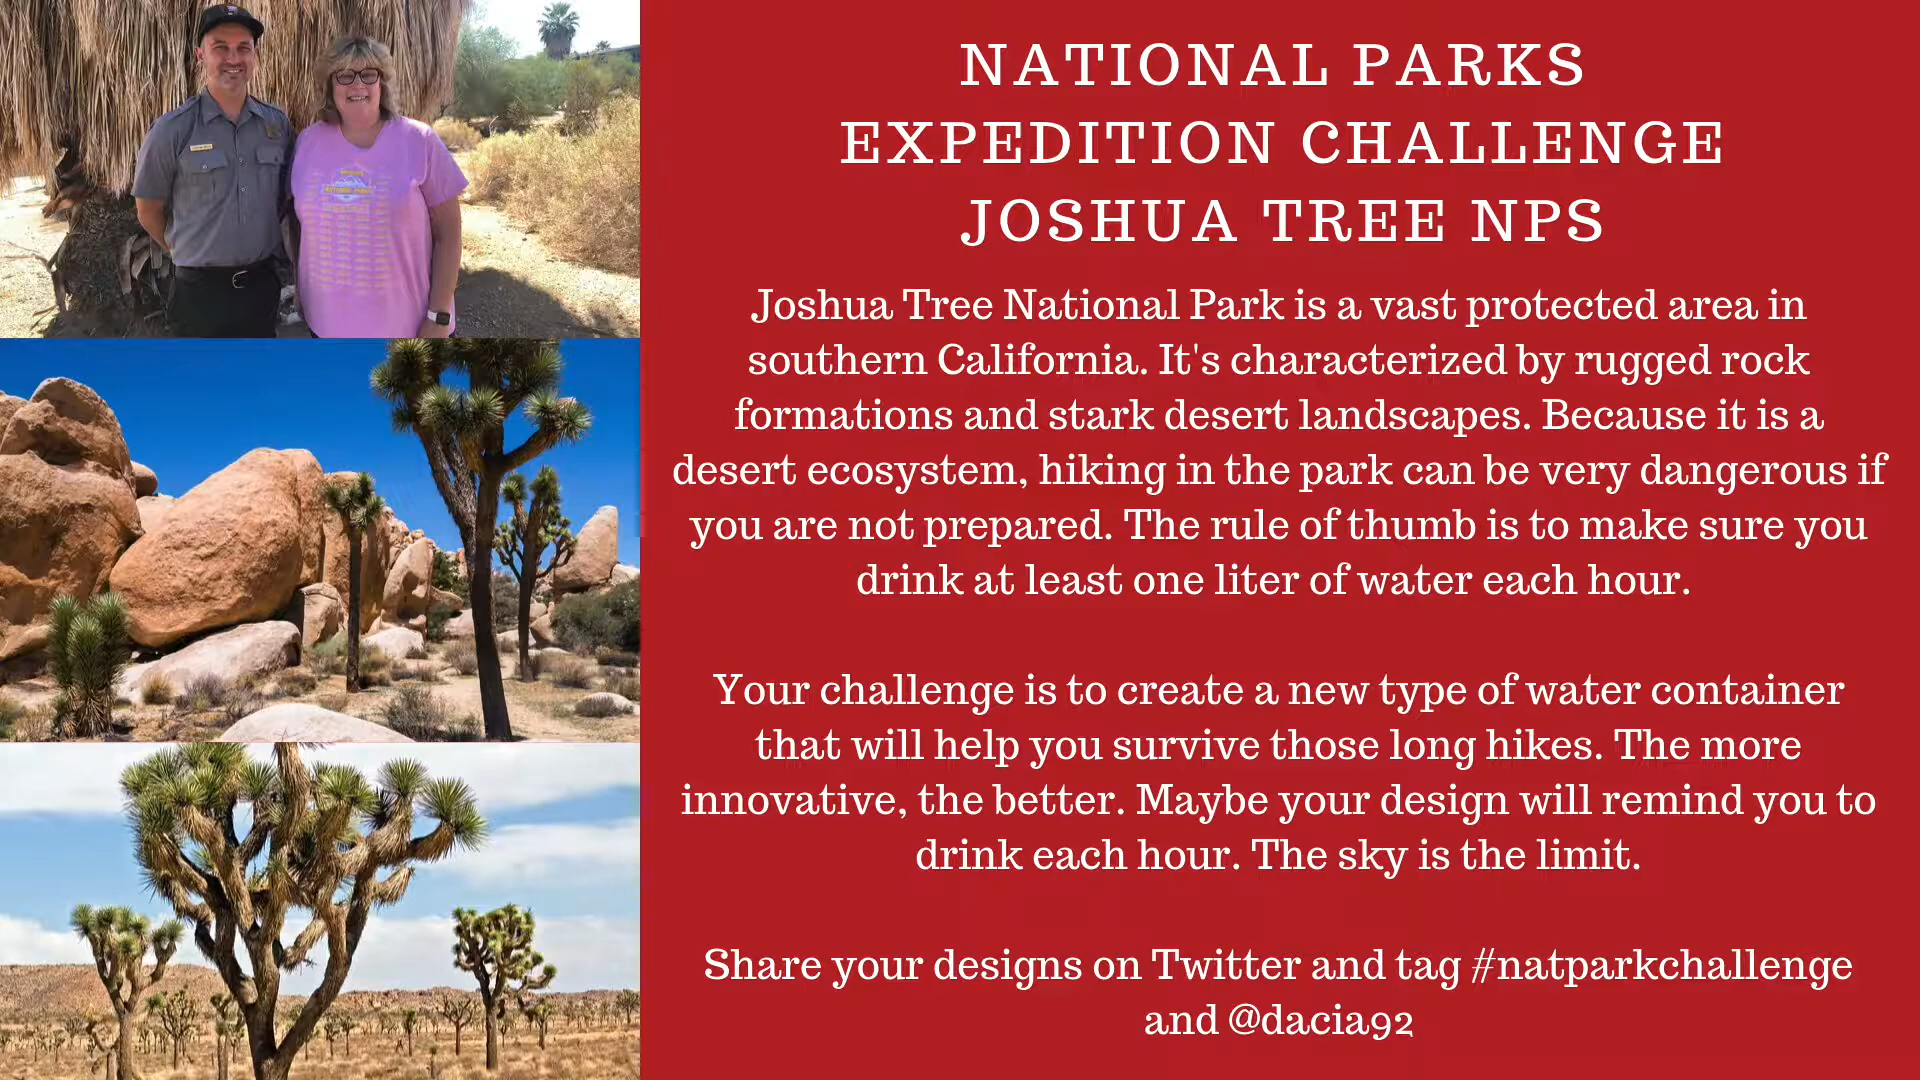 NATIONAL PARKS
EXPEDITION CHALLENGE
JOSHUA TREE NPS
Joshua Tree National Park is a vast protected area in
southern California. It's characterized by rugged rock
formations and stark desert landscapes. Because it is a
desert ecosystem, hiking in the park can be very dangerous if
you are not prepared. The rule of thumb is to make sure you
drink at least one liter of water each hour.
Your challenge is to create a new type of water container
that will help you survive those long hikes. The more
innovative, the better. Maybe your design will remind you to
drink each hour. The sky is the limit.
Share your designs on Twitter and tag #natparkchallenge
and @dacia92